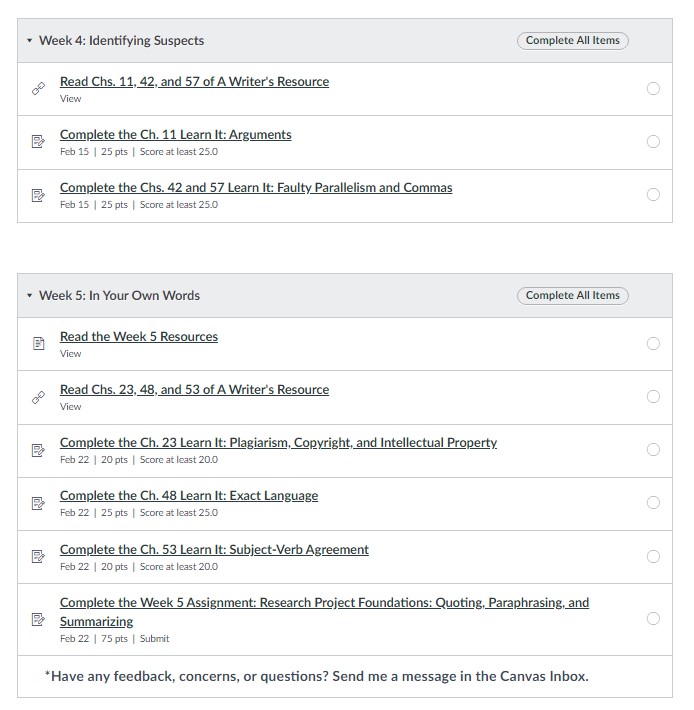 Week 4: Identifying Suspects
Complete All Items
Read Chs. 11, 42, and 57 of A Writer's Resource
View
Complete the Ch. 11 Learn It: Arguments
Feb 15 | 25 pts | Score at least 25.0
Complete the Chs. 42 and 57 Learn It: Faulty Parallelism and Commas
Feb 15 | 25 pts | Score at least 25.0
Week 5: In Your Own Words
Complete All Items
Read the Week 5 Resources
View
Read Chs. 23, 48, and 53 of A Writer's Resource
View
Complete the Ch. 23 Learn It: Plagiarism, Copyright, and Intellectual Property
Feb 22 | 20 pts | Score at least 20.0
Complete the Ch. 48 Learn It: Exact Language
Feb 22 | 25 pts | Score at least 25.0
Complete the Ch. 53 Learn It: Subject-Verb Agreement
Feb 22 | 20 pts | Score at least 20.0
Complete the Week 5 Assignment: Research Project Foundations: Quoting, Paraphrasing, and
Summarizing
Feb 22 | 75 pts | Submit
*Have any feedback, concerns, or questions? Send me a message in the Canvas Inbox.